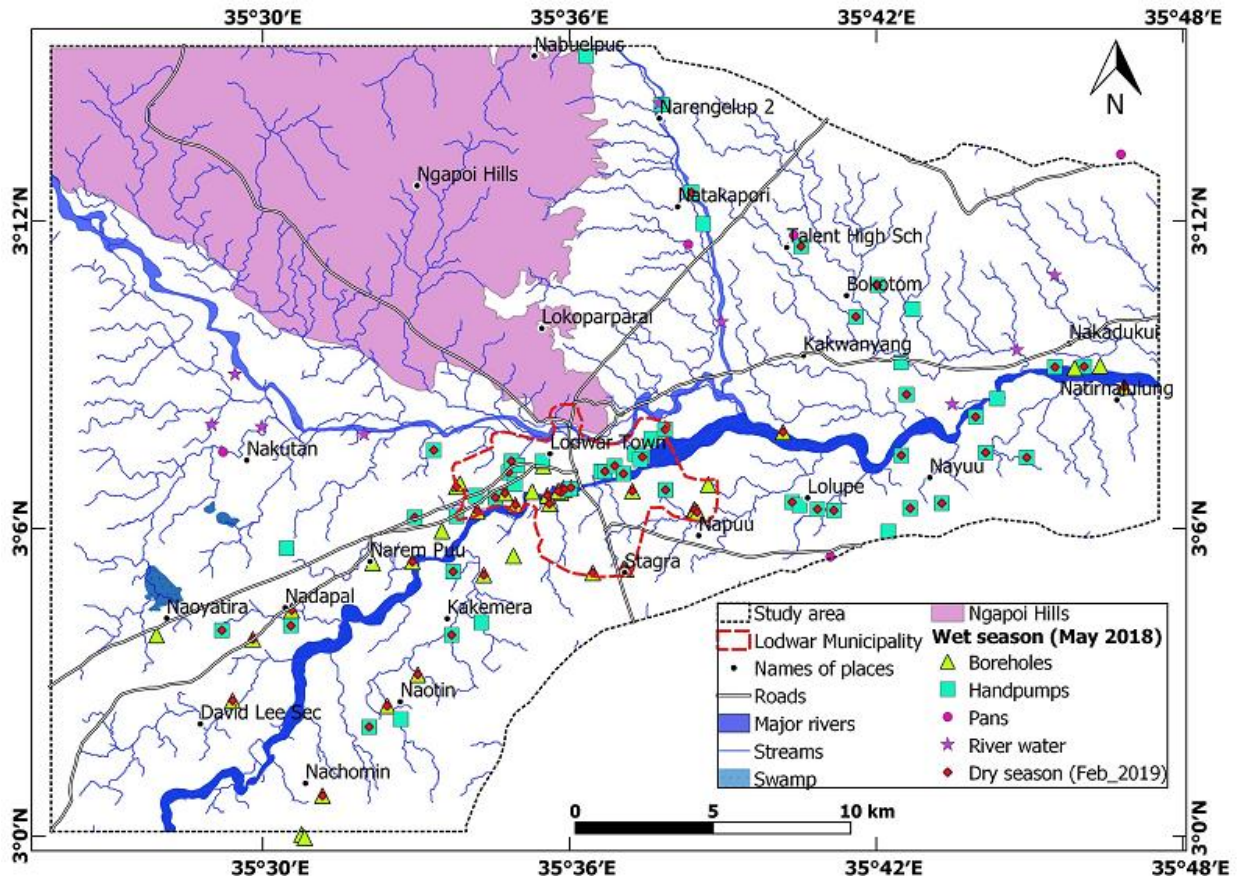 35°30′E 35°36′E 35°42′E 35°48′E
Nabuelpus
N
Narengelup 2
Ngapoi Hills
Natakapori
3°12′N 3°12′N
Talent High Sch
Bokotom
Lokoparparai
Nakadukui
Kakwanyang
Natirnalulung
Lodwar Town
Nakutan
Nayuu
Lolupe
3°6′N 3°6′N
Napuu
Narem Puu
Stagra
Naoyatira
Nadapal
Kakemera
Naotin
David Lee Sec
Nachomin
Study area
Lodwar Municipality
Names of places
Roads
Major rivers
Streams
Swamp
Ngapoi Hills
Wet season (May 2018)
Boreholes
Handpumps
Pans
River water
Dry season (Feb_2019)
0 5 10 km
3°0′N 3°0′N
35°30′E 35°36′E 35°42′E 35°48′E